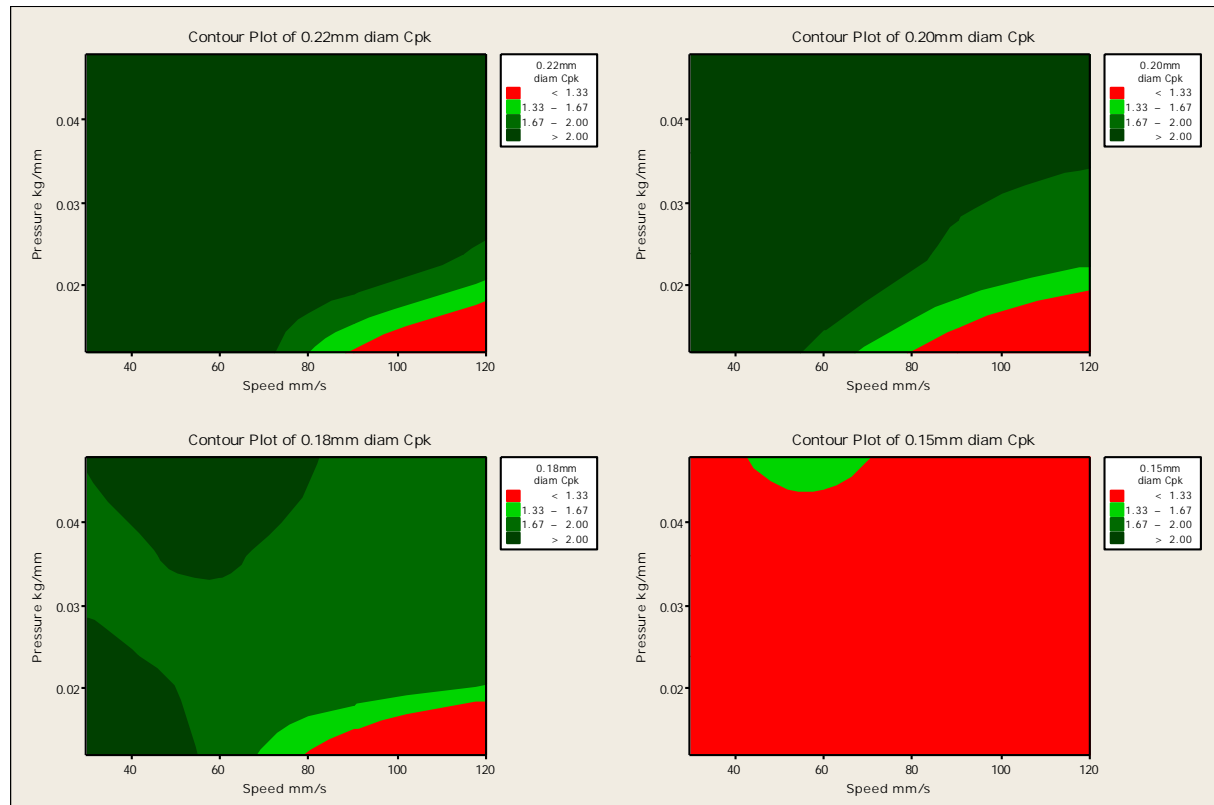 Contour Plot of 0.22mm diam Cpk
0.22mm
diam Cpk
< 1.33
1.33 – 1.67
1.67 – 2.00
> 2.00
Pressure kg/mm
0.04
0.03
0.02
40 60 80 100 120
Speed mm/s
Contour Plot of 0.20mm diam Cpk
0.20mm
diam Cpk
< 1.33
1.33 – 1.67
1.67 – 2.00
> 2.00
Pressure kg/mm
0.04
0.03
0.02
40 60 80 100 120
Speed mm/s
Contour Plot of 0.18mm diam Cpk
0.18mm
diam Cpk
< 1.33
1.33 – 1.67
1.67 – 2.00
> 2.00
Pressure kg/mm
0.04
0.03
0.02
40 60 80 100 120
Speed mm/s
Contour Plot of 0.15mm diam Cpk
0.15mm
diam Cpk
< 1.33
1.33 – 1.67
1.67 – 2.00
> 2.00
Pressure kg/mm
0.04
0.03
0.02
40 60 80 100 120
Speed mm/s